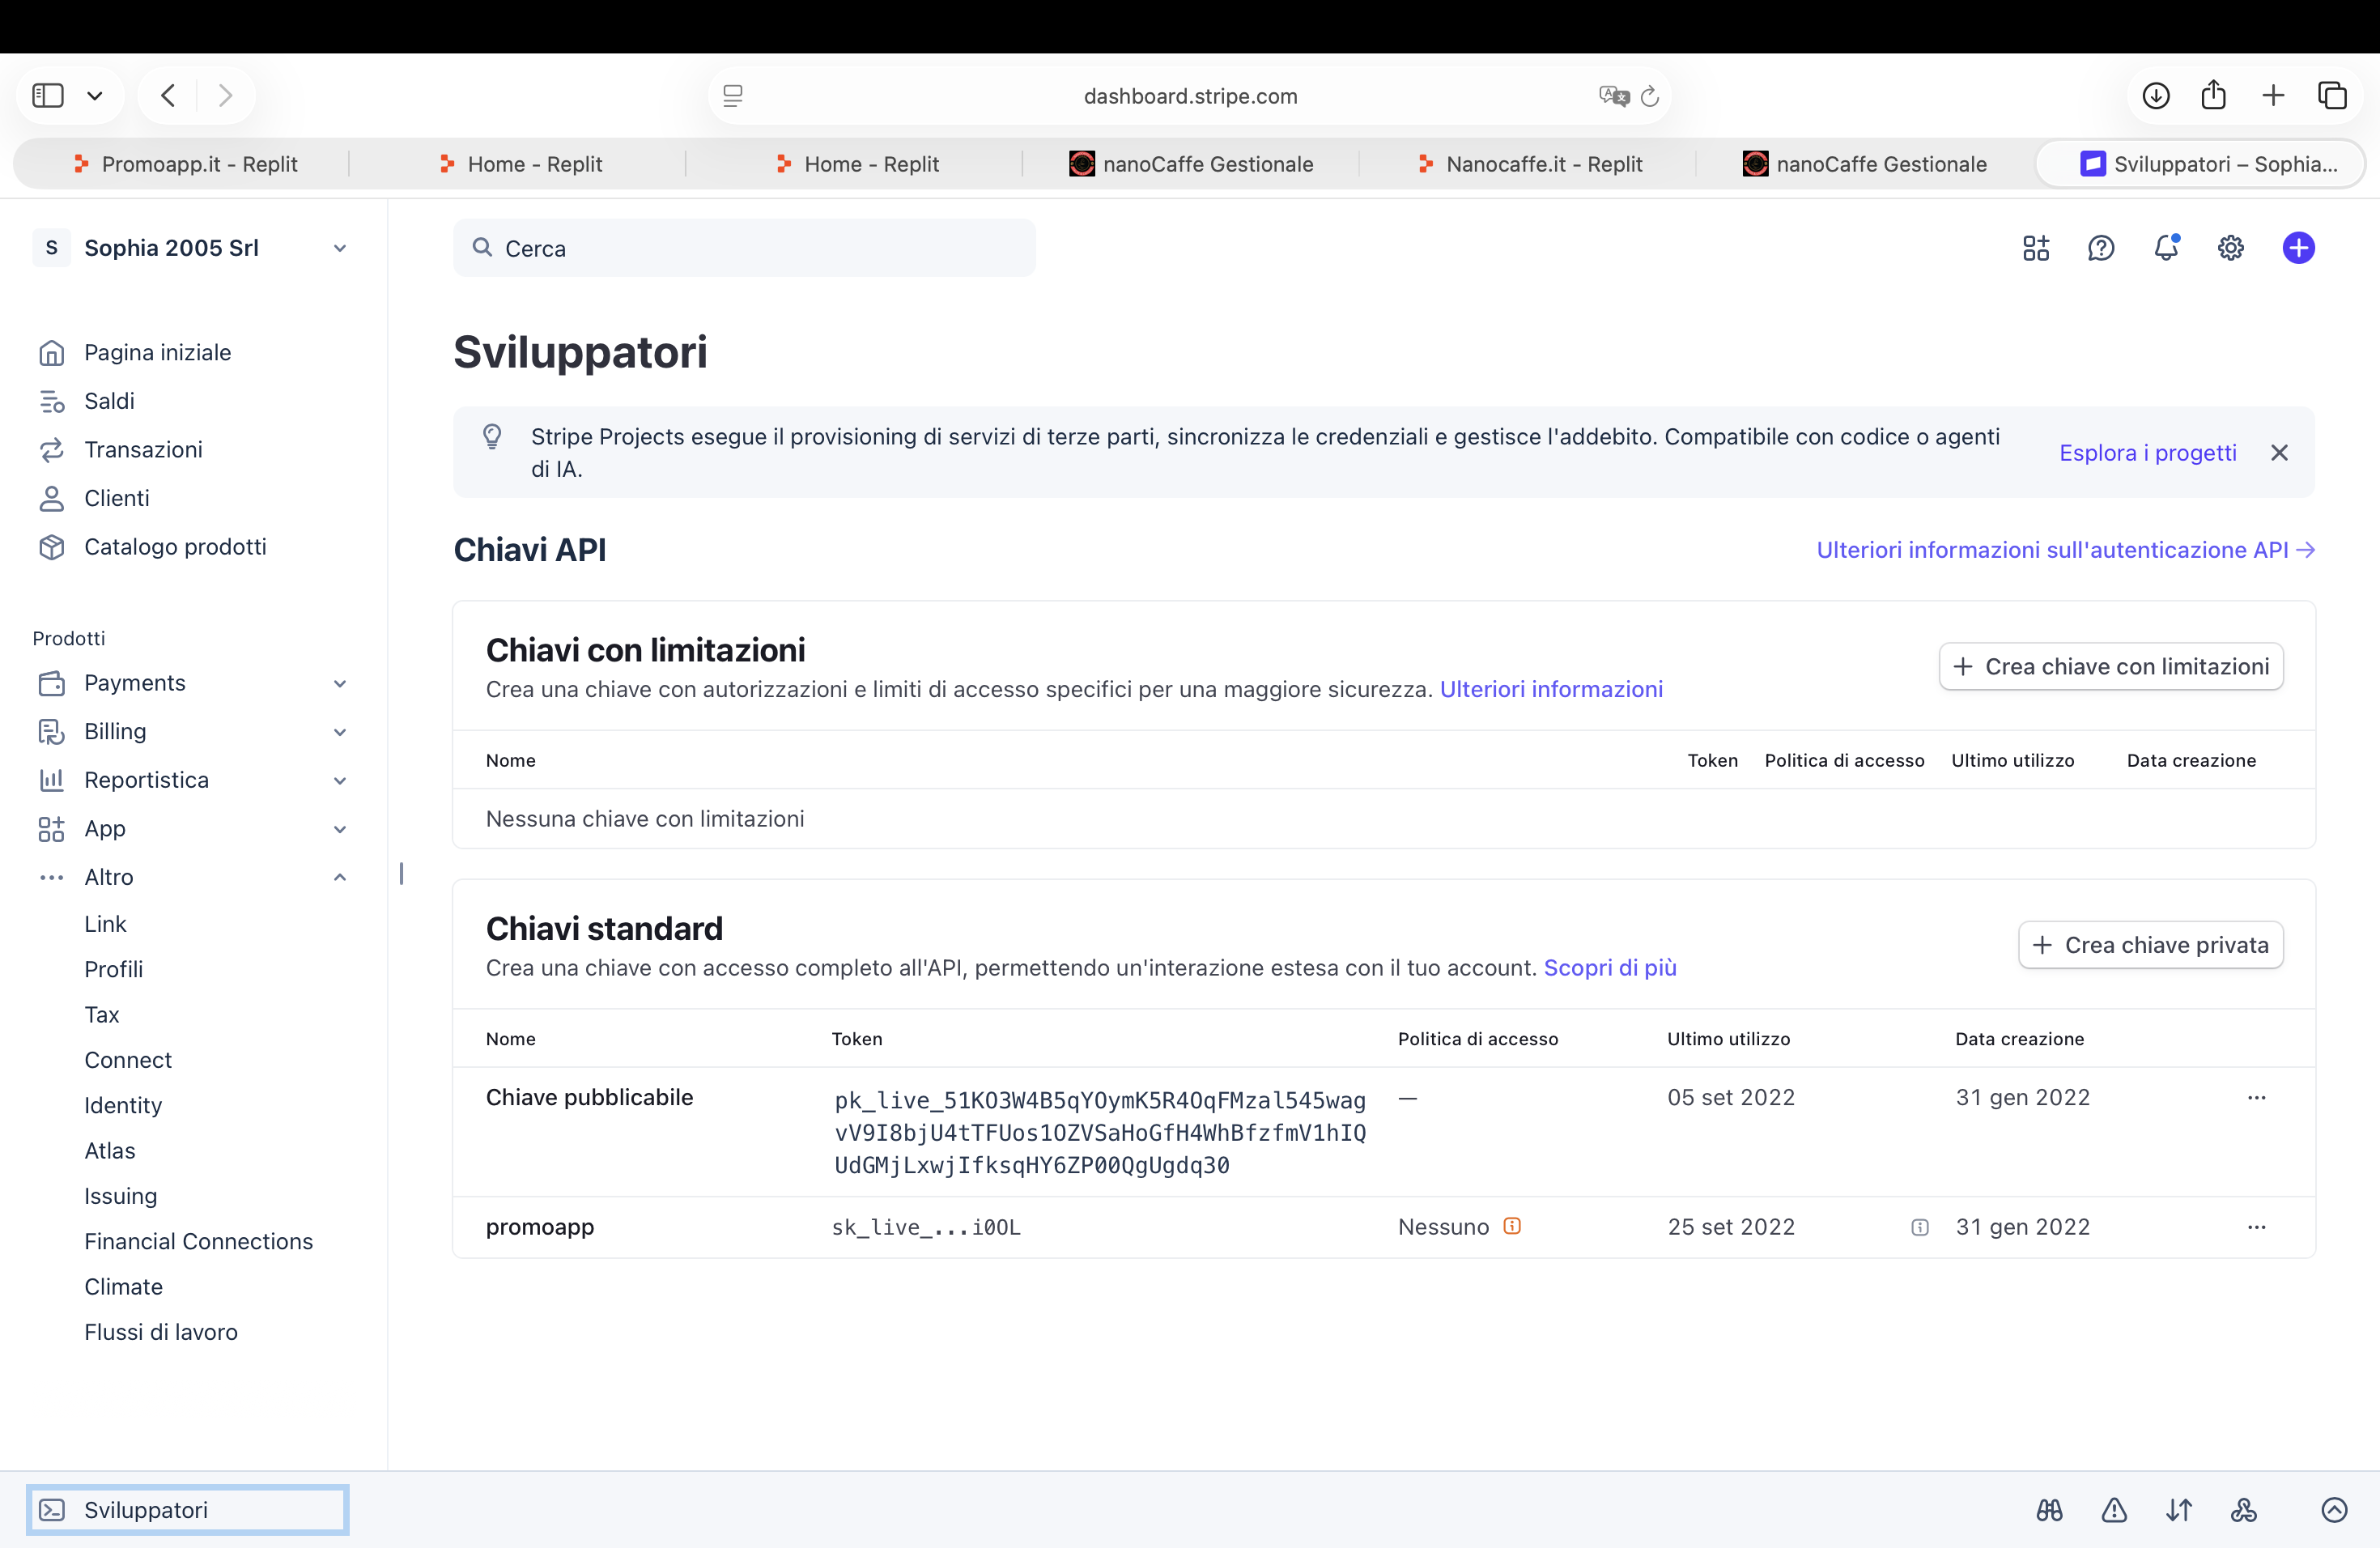 dashboard.stripe.com
Promoapp.it - Replit
Home - Replit
Home - Replit
nanoCaffe Gestionale
Nanocaffe.it - Replit
nanoCaffe Gestionale
Sviluppatori – Sophia...
S Sophia 2005 Srl
Cerca
Pagina iniziale
Saldi
Transazioni
Clienti
Catalogo prodotti
Prodotti
Payments
Billing
Reportistica
App
Altro
Link
Profili
Tax
Connect
Identity
Atlas
Issuing
Financial Connections
Climate
Flussi di lavoro
Sviluppatori
Sviluppatori
Stripe Projects esegue il provisioning di servizi di terze parti, sincronizza le credenziali e gestisce l'addebito. Compatibile con codice o agenti
di IA.
Esplora i progetti
Chiavi API
Ulteriori informazioni sull'autenticazione API →
Chiavi con limitazioni
Crea una chiave con autorizzazioni e limiti di accesso specifici per una maggiore sicurezza. Ulteriori informazioni
+ Crea chiave con limitazioni
Nome Token Politica di accesso Ultimo utilizzo Data creazione
Nessuna chiave con limitazioni
Chiavi standard
Crea una chiave con accesso completo all'API, permettendo un'interazione estesa con il tuo account. Scopri di più
+ Crea chiave privata
Nome Token Politica di accesso Ultimo utilizzo Data creazione
Chiave pubblicabile pk_live_51KO3W4B5qYOymK5R4OqFMzal545wag — 05 set 2022 31 gen 2022
vV9I8bjU4tTFUos1OZVSaHoGfH4WhBfzfmV1hIQ
UdGMjLxwjIfksqHY6ZP00QgUgdq30
promoapp sk_live_...i0OL Nessuno 25 set 2022 31 gen 2022